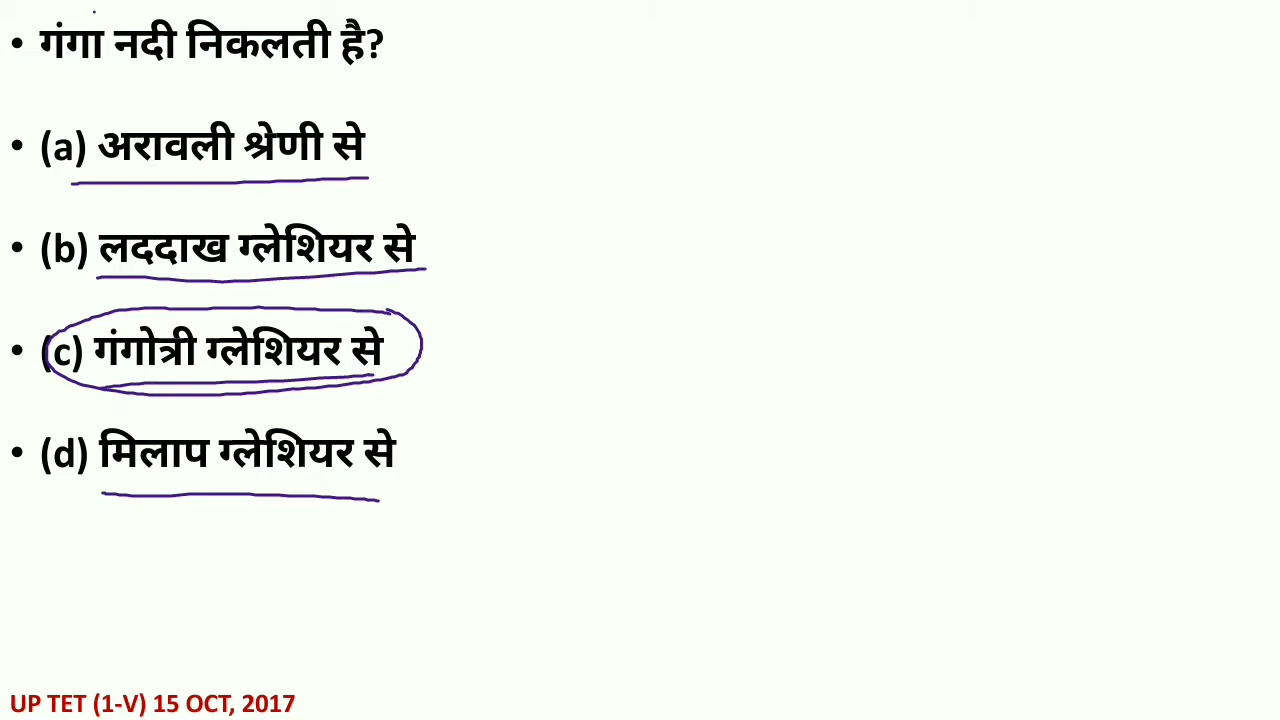 • गंगा नदी निकलती है?
• (a) अरावली श्रेणी से
• (b) लददाख ग्लेशियर से
• (c) गंगोत्री ग्लेशियर से
• (d) मिलाप ग्लेशियर से
UP TET (1-V) 15 OCT, 2017